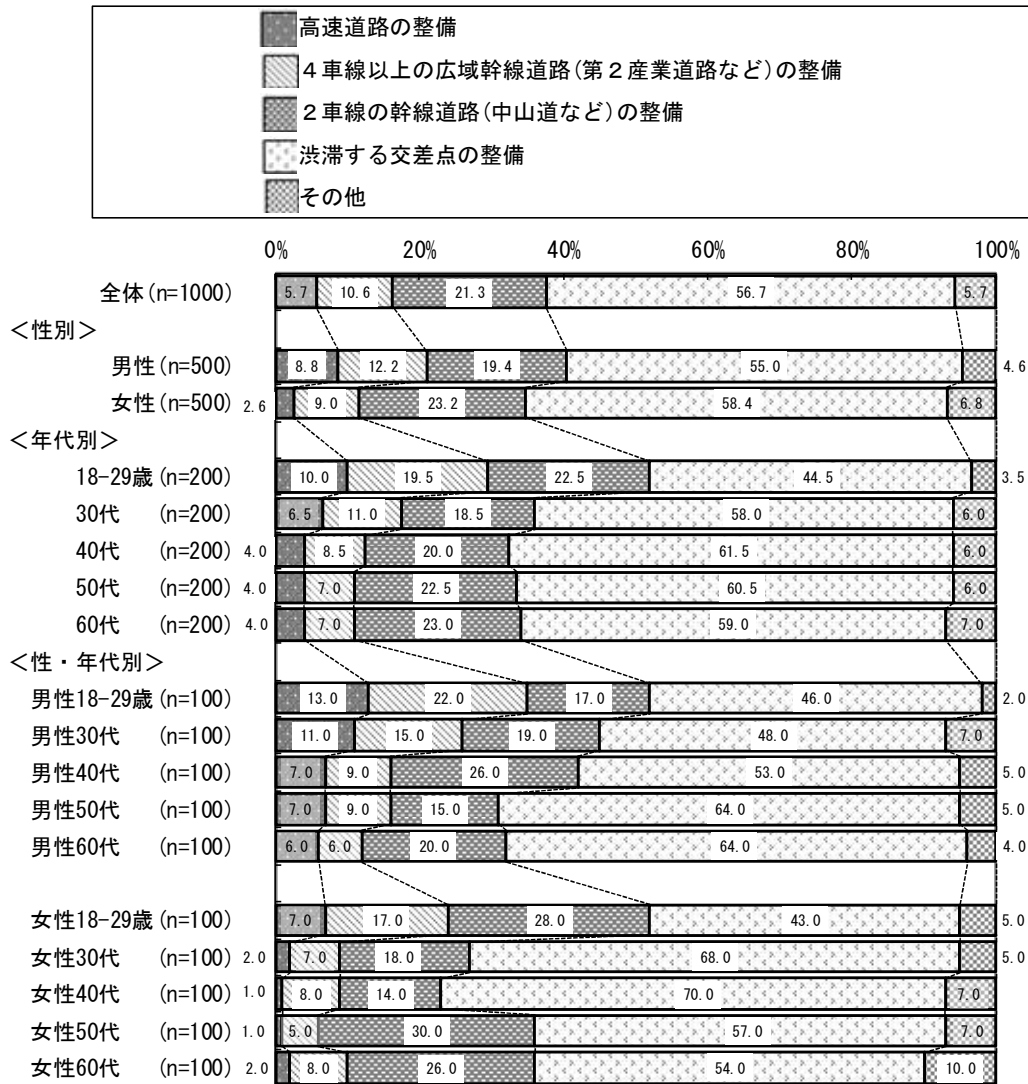 高速道路の整備
4車線以上の広域幹線道路(第2産業道路など)の整備
2車線の幹線道路(中山道など)の整備
渋滞する交差点の整備
その他
0% 20% 40% 60% 80% 100%
全体(n=1000) 5.7 10.6 21.3 56.7 5.7
<性別>
男性(n=500) 8.8 12.2 19.4 55.0 4.6
女性(n=500) 2.6 9.0 23.2 58.4 6.8
<年代別>
18-29歳(n=200) 10.0 19.5 22.5 44.5 3.5
30代 (n=200) 6.5 11.0 18.5 58.0 6.0
40代 (n=200) 4.0 8.5 20.0 61.5 6.0
50代 (n=200) 4.0 7.0 22.5 60.5 6.0
60代 (n=200) 4.0 7.0 23.0 59.0 7.0
<性・年代別>
男性18-29歳(n=100) 13.0 22.0 17.0 46.0 2.0
男性30代 (n=100) 11.0 15.0 19.0 48.0 7.0
男性40代 (n=100) 7.0 9.0 26.0 53.0 5.0
男性50代 (n=100) 7.0 9.0 15.0 64.0 5.0
男性60代 (n=100) 6.0 6.0 20.0 64.0 4.0
女性18-29歳(n=100) 7.0 17.0 28.0 43.0 5.0
女性30代 (n=100) 2.0 7.0 18.0 68.0 5.0
女性40代 (n=100) 1.0 8.0 14.0 70.0 7.0
女性50代 (n=100) 1.0 5.0 30.0 57.0 7.0
女性60代 (n=100) 2.0 8.0 26.0 54.0 10.0